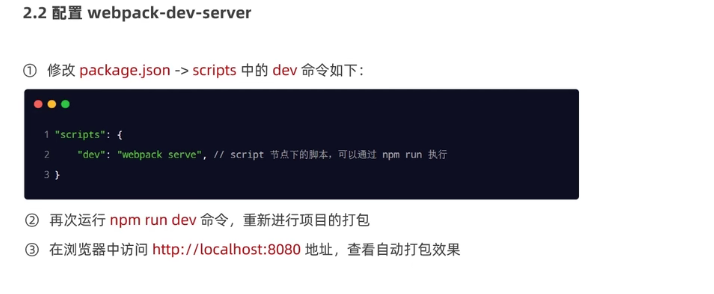 2.2 配置 webpack-dev-server
① 修改 package.json -> scripts 中的 dev 命令如下：
1 "scripts": {
2 "dev": "webpack serve", // script 节点下的脚本，可以通过 npm run 执行
3 }
② 再次运行 npm run dev 命令，重新进行项目的打包
③ 在浏览器中访问 http://localhost:8080 地址，查看自动打包效果